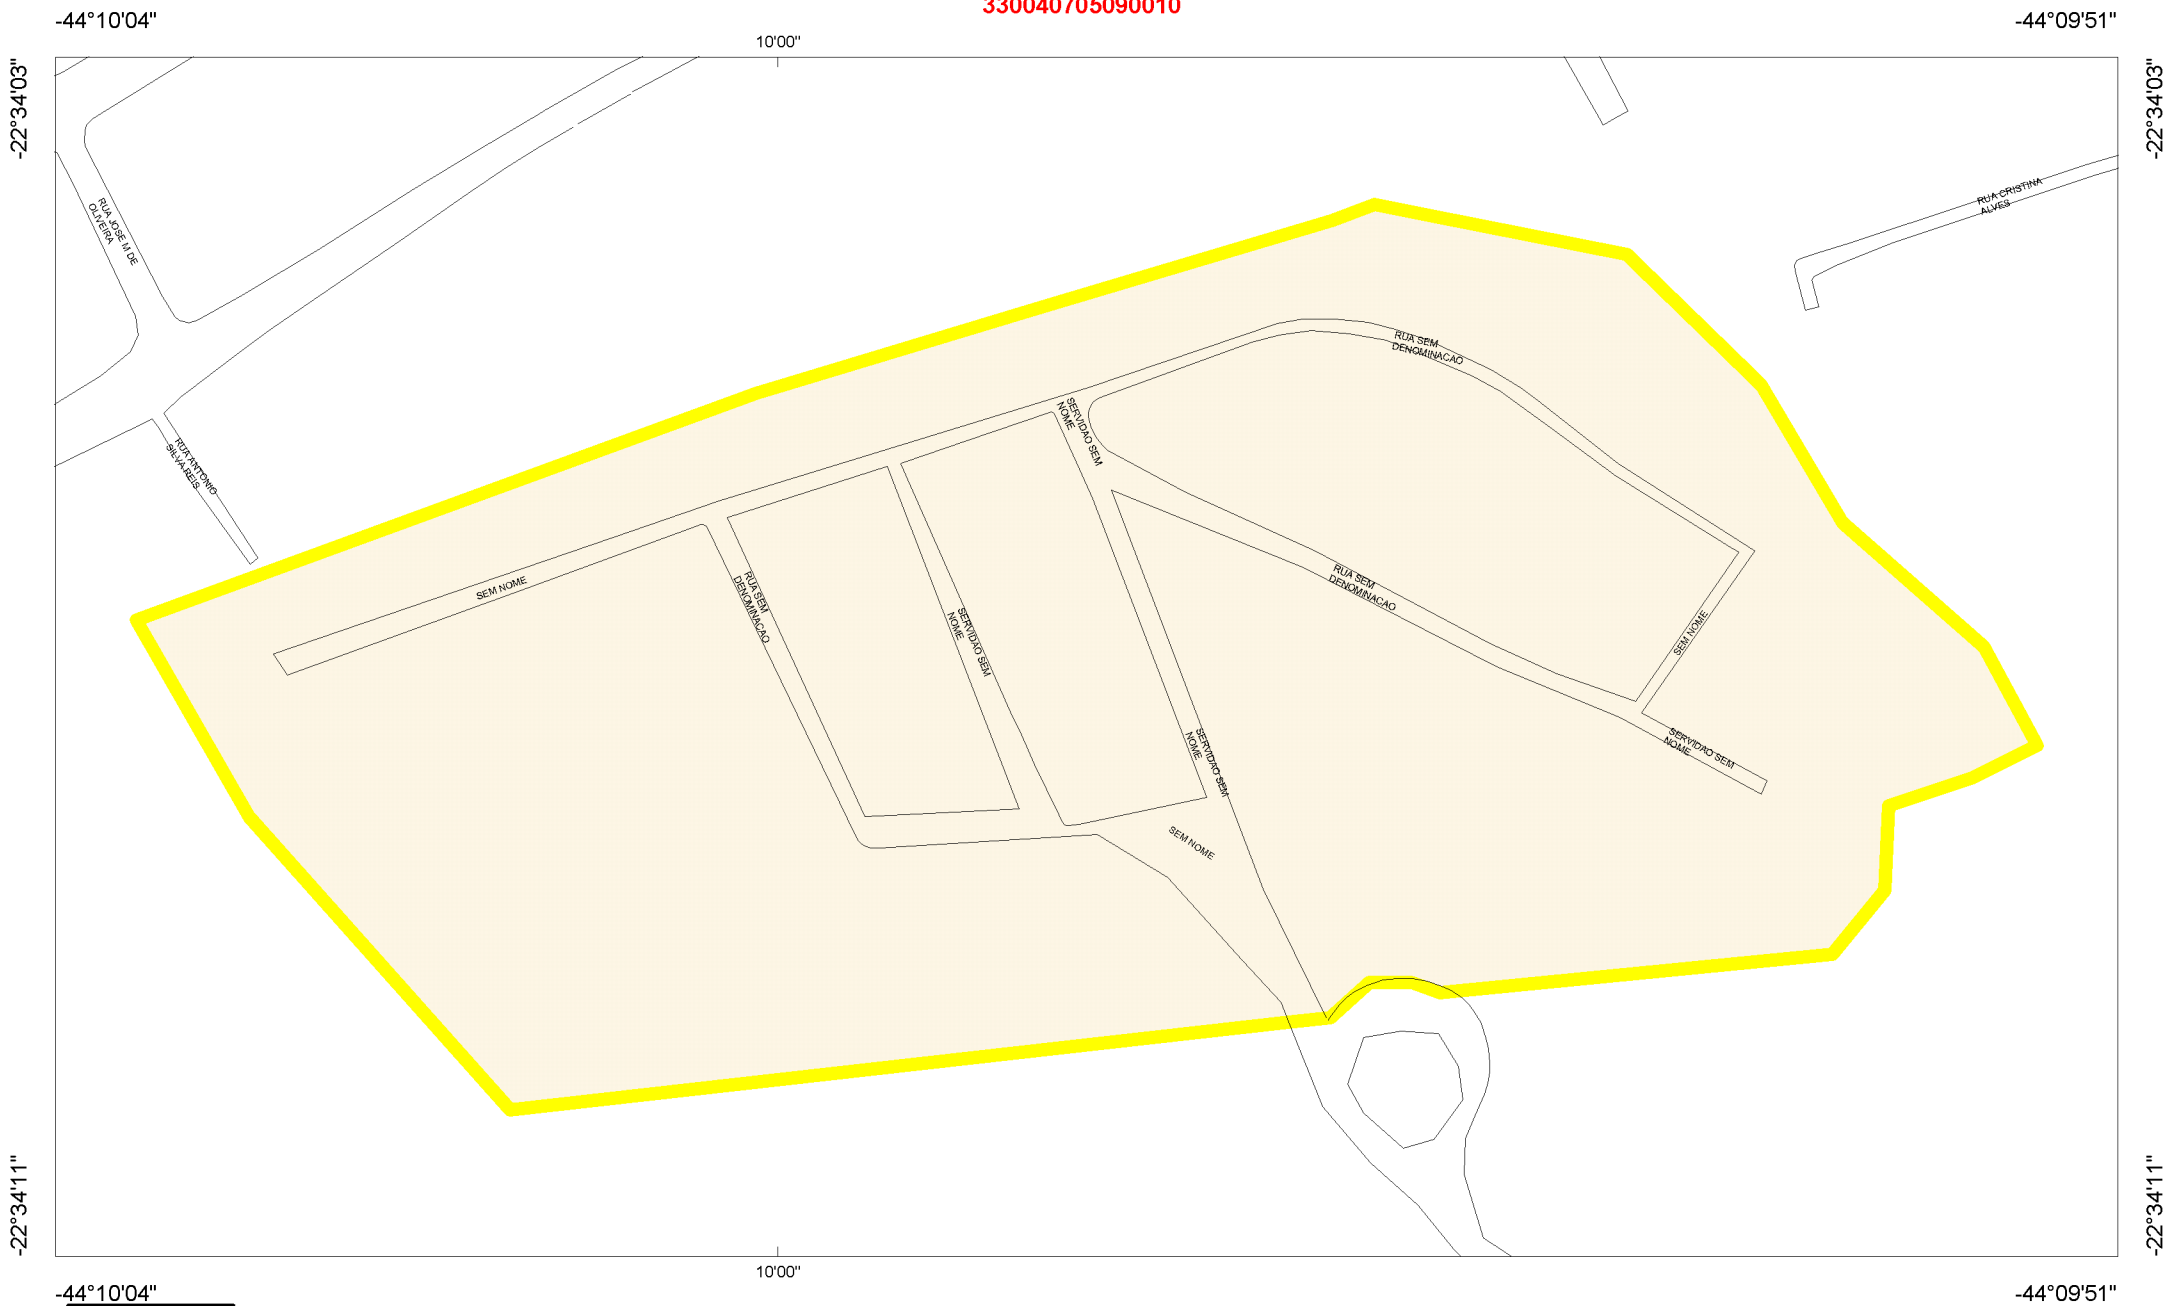 330040705090010
-44°10'04"
-44°09'51"
10'00"
-22°34'03"
-22°34'03"
RUA JOSE M DE
OLIVEIRA
RUA CRISTINA
ALVES
RUA SEM
DENOMINACAO
SERVIDAO SEM
NOME
RUA ANTONIO
SILVA REIS
SEM NOME
RUA SEM
DENOMINACAO
RUA SEM
DENOMINACAO
SERVIDAO SEM
NOME
SEM NOME
SERVIDAO SEM
NOME
SERVIDAO SEM
NOME
SEM NOME
-22°34'11"
-22°34'11"
10'00"
-44°10'04"
-44°09'51"